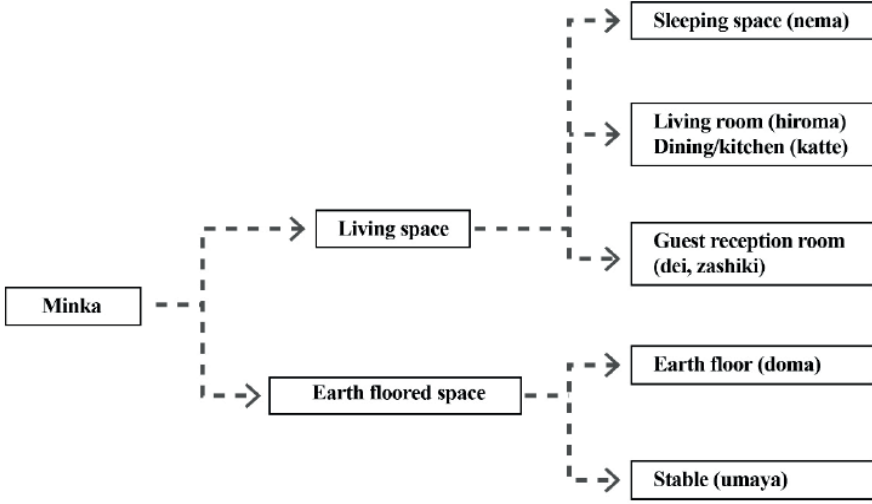 Sleeping space (nema)
Living room (hiroma)
Dining/kitchen (katte)
Living space
Guest reception room
(dei, zashiki)
Minka
Earth floor (doma)
Earth floored space
Stable (umaya)